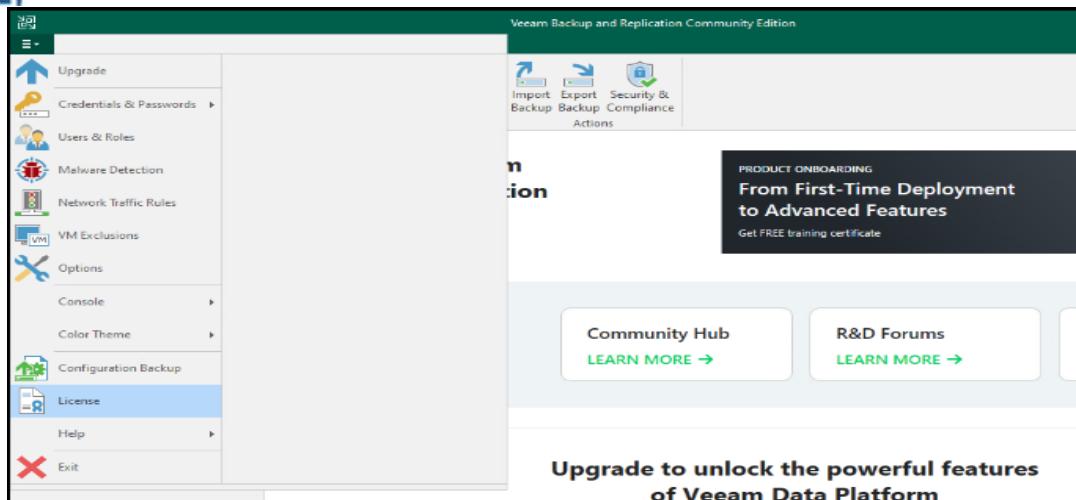 Veeam Backup and Replication Community Edition
Upgrade
Credentials & Passwords
Users & Roles
Malware Detection
Network Traffic Rules
VM
VM Exclusions
Options
Console
Color Theme
Configuration Backup
License
Help
Exit
Import Backup
Export Backup
Security & Compliance
Actions
m
tion
PRODUCT ONBOARDING
From First-Time Deployment
to Advanced Features
Get FREE training certificate
Community Hub
LEARN MORE →
R&D Forums
LEARN MORE →
Upgrade to unlock the powerful features
of Veeam Data Platform